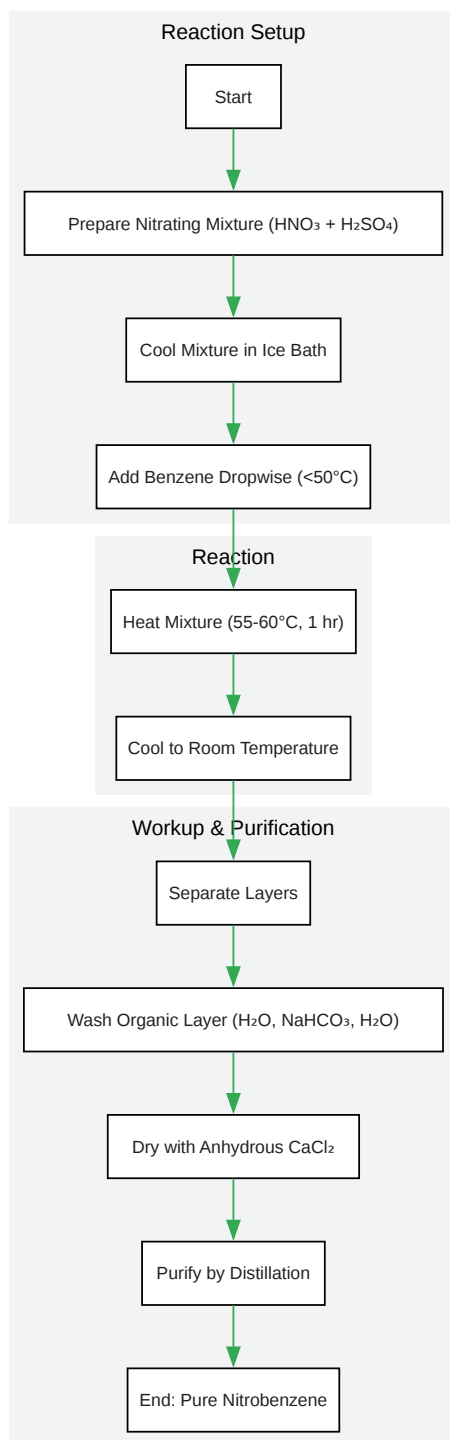 Reaction Setup
Start
Prepare Nitrating Mixture (HNO₃ + H₂SO₄)
Cool Mixture in Ice Bath
Add Benzene Dropwise (<50°C)
Reaction
Heat Mixture (55-60°C, 1 hr)
Cool to Room Temperature
Workup & Purification
Separate Layers
Wash Organic Layer (H₂O, NaHCO₃, H₂O)
Dry with Anhydrous CaCl₂
Purify by Distillation
End: Pure Nitrobenzene